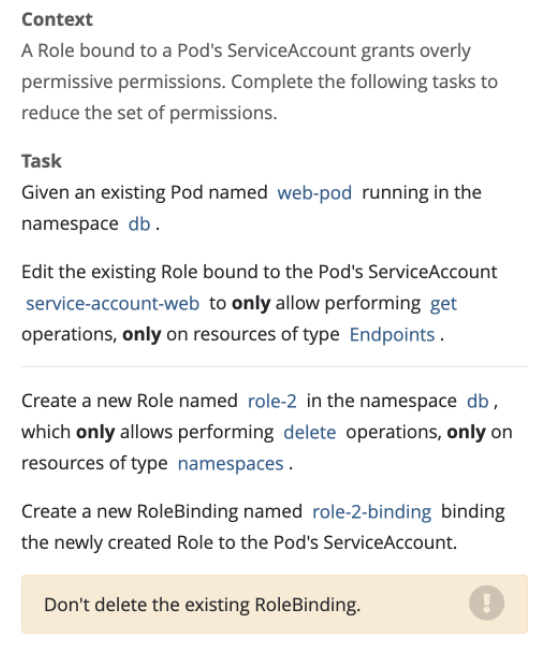 Context
A Role bound to a Pod's ServiceAccount grants overly
permissive permissions. Complete the following tasks to
reduce the set of permissions.
Task
Given an existing Pod named web-pod running in the
namespace db .
Edit the existing Role bound to the Pod's ServiceAccount
service-account-web to only allow performing get
operations, only on resources of type Endpoints .
Create a new Role named role-2 in the namespace db ,
which only allows performing delete operations, only on
resources of type namespaces .
Create a new RoleBinding named role-2-binding binding
the newly created Role to the Pod's ServiceAccount.
Don't delete the existing RoleBinding.